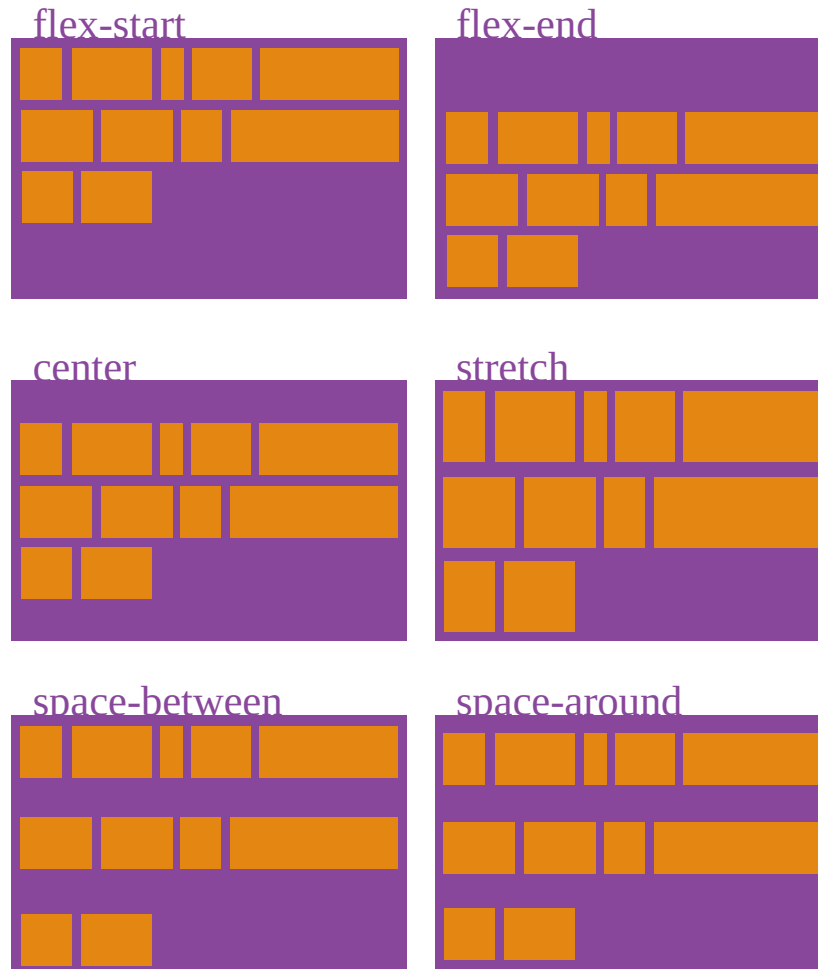 flex-start
flex-end
center
stretch
space-between
space-around